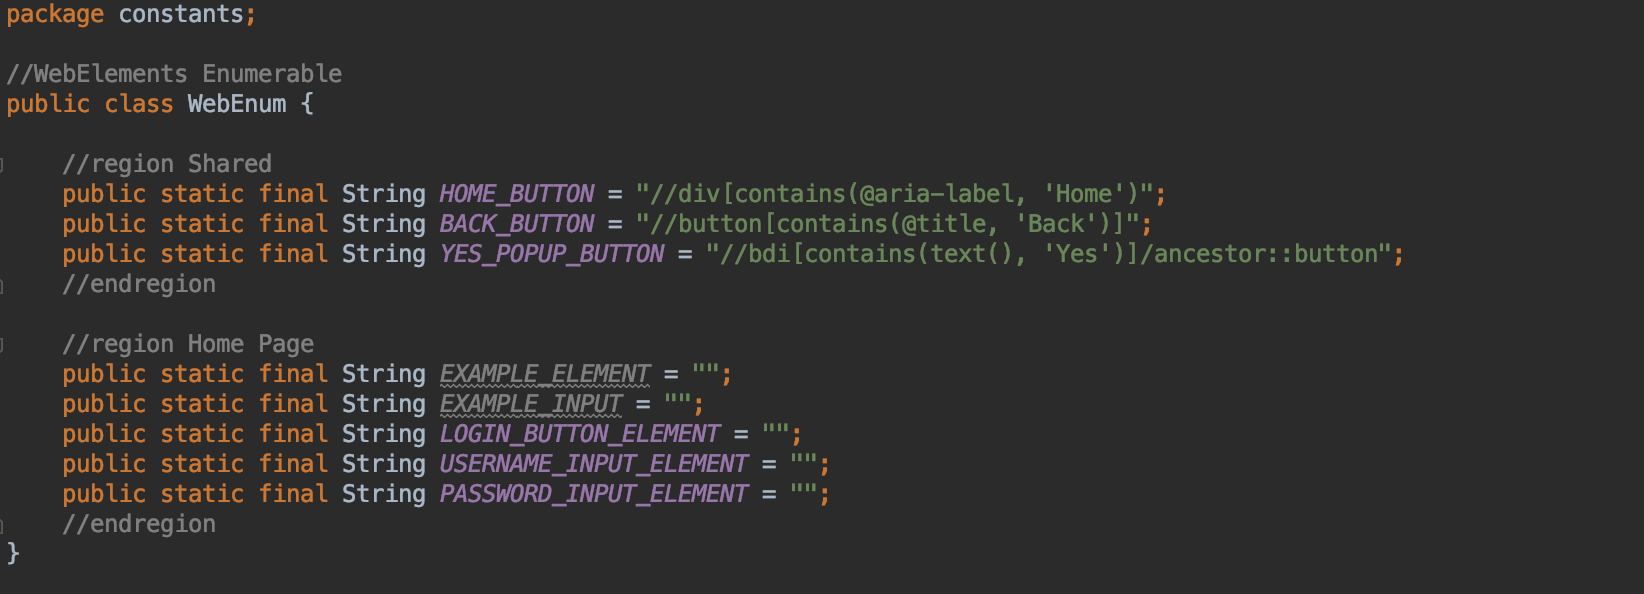 package constants;
//WebElements Enumerable
public class WebEnum {
//region Shared
public static final String HOME_BUTTON = "//div[contains(@aria-label, 'Home')";
public static final String BACK_BUTTON = "//button[contains(@title, 'Back')]";
public static final String YES_POPUP_BUTTON = "//bdi[contains(text(), 'Yes')]/ancestor::button";
//endregion
//region Home Page
public static final String EXAMPLE_ELEMENT = "";
public static final String EXAMPLE_INPUT = "";
public static final String LOGIN_BUTTON_ELEMENT = "";
public static final String USERNAME_INPUT_ELEMENT = "";
public static final String PASSWORD_INPUT_ELEMENT = "";
//endregion
}